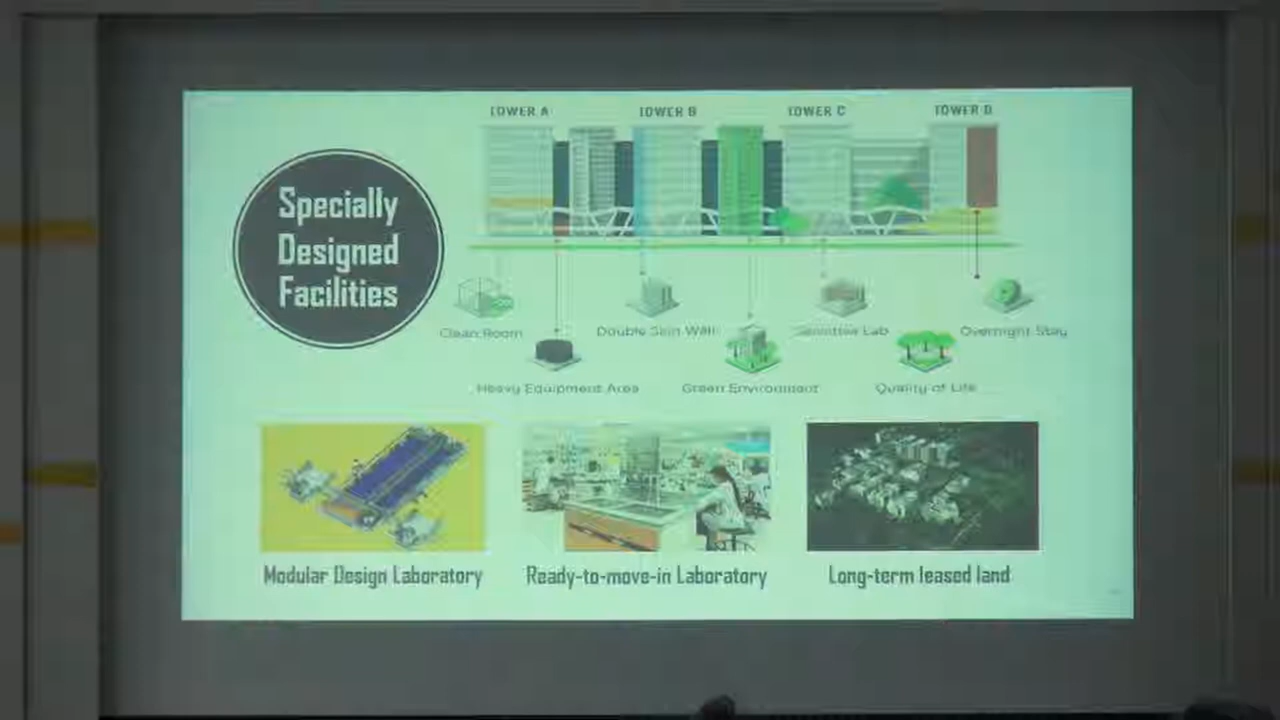 TOWER A
TOWER B
TOWER C
TOWER D
Specially
Designed
Facilities
Clean Room
Double Skin Wall
Sensitive Lab
Overnight Stay
Heavy Equipment Area
Green Environment
Quality of Life
Modular Design Laboratory
Ready-to-move-in Laboratory
Long-term leased land